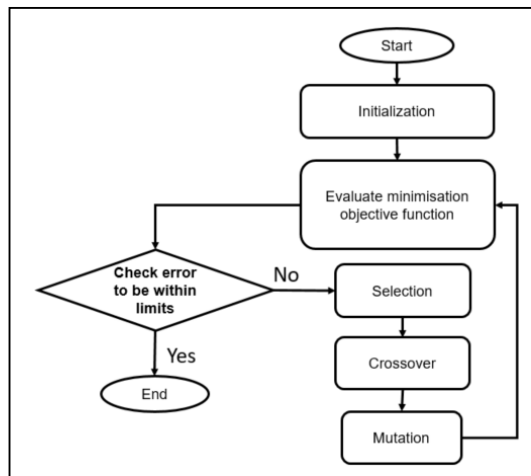 Start
Initialization
Evaluate minimisation
objective function
Check error
to be within
limits
No
Selection
Yes
Crossover
End
Mutation